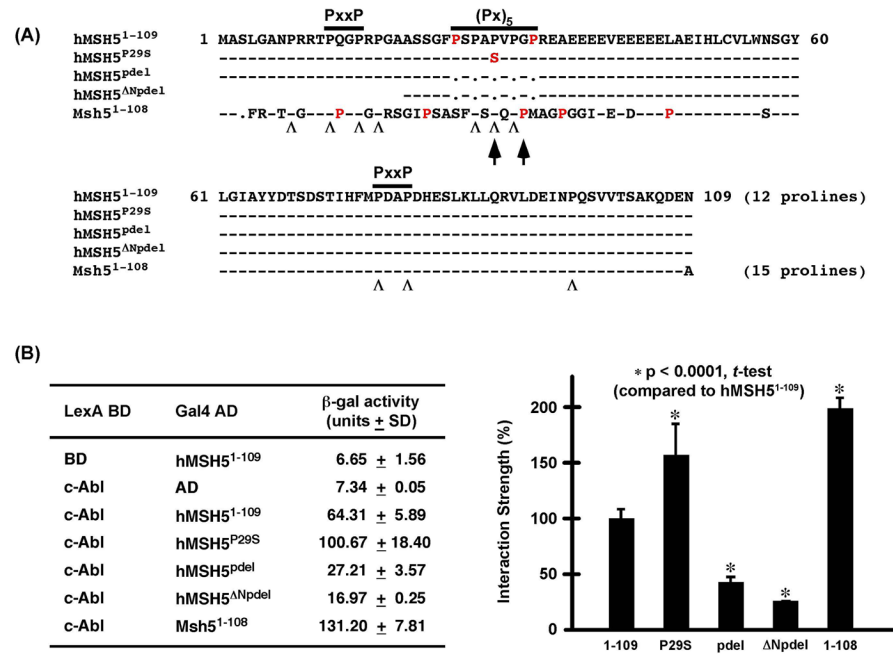 (A)
PxxP (Px)5
hMSH5 1-109 1 MASLGANPRRTPQGPRPGAASSGFPSPAPVPGPREAEEEEVEEEEELAEIHLCVLWNSGY 60
hMSH5 P29S -----------------------------S------------------------------
hMSH5 pdel ------------------------.-.-.-.-.---------------------------
hMSH5 ΔNpdel -----.-.-.-.-.---------------------------
Msh5 1-108 --.FR-T-G---P--G-RSGIPSASF-S-Q-PMAGPGGI-E-D---P---------S---
Λ Λ Λ Λ Λ Λ Λ
PxxP
hMSH5 1-109 61 LGIAYYDTSDSTIHFMPDAPDHESLKLLQRVLDEINPQSVVTSAKQDEN 109 (12 prolines)
hMSH5 P29S -------------------------------------------------
hMSH5 pdel -------------------------------------------------
hMSH5 ΔNpdel -------------------------------------------------
Msh5 1-108 ------------------------------------------------A (15 prolines)
Λ Λ Λ
(B)
LexA BD Gal4 AD β-gal activity
(units ± SD)
BD hMSH5 1-109 6.65 ± 1.56
c-Abl AD 7.34 ± 0.05
c-Abl hMSH5 1-109 64.31 ± 5.89
c-Abl hMSH5 P29S 100.67 ± 18.40
c-Abl hMSH5 pdel 27.21 ± 3.57
c-Abl hMSH5 ΔNpdel 16.97 ± 0.25
c-Abl Msh5 1-108 131.20 ± 7.81
* p < 0.0001, t-test
(compared to hMSH5 1-109)
Interaction Strength (%)
200
150
100
50
0
* * * *
1-109 P29S pdel ΔNpdel 1-108